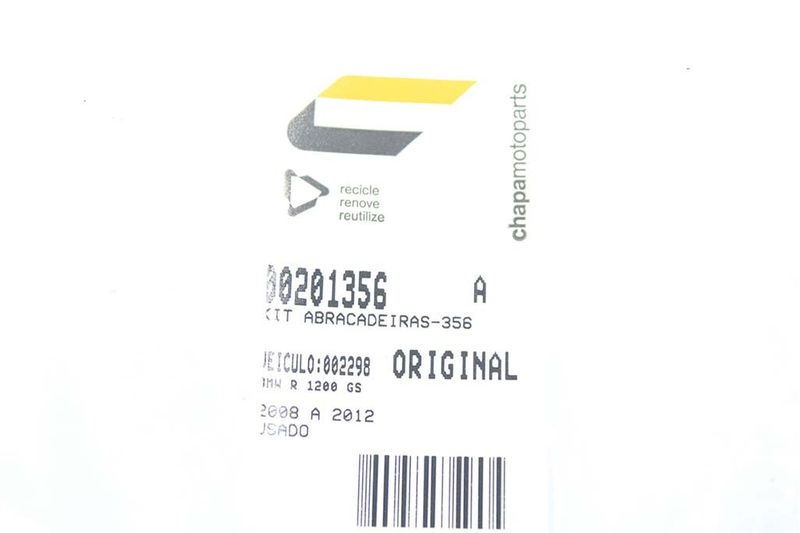 chapamotoparts
recicle
renove
reutilize
00201356 A
KIT ABRACADEIRAS-356
VEICULO:002298 ORIGINAL
BMW R 1200 GS
2008 A 2012
USADO